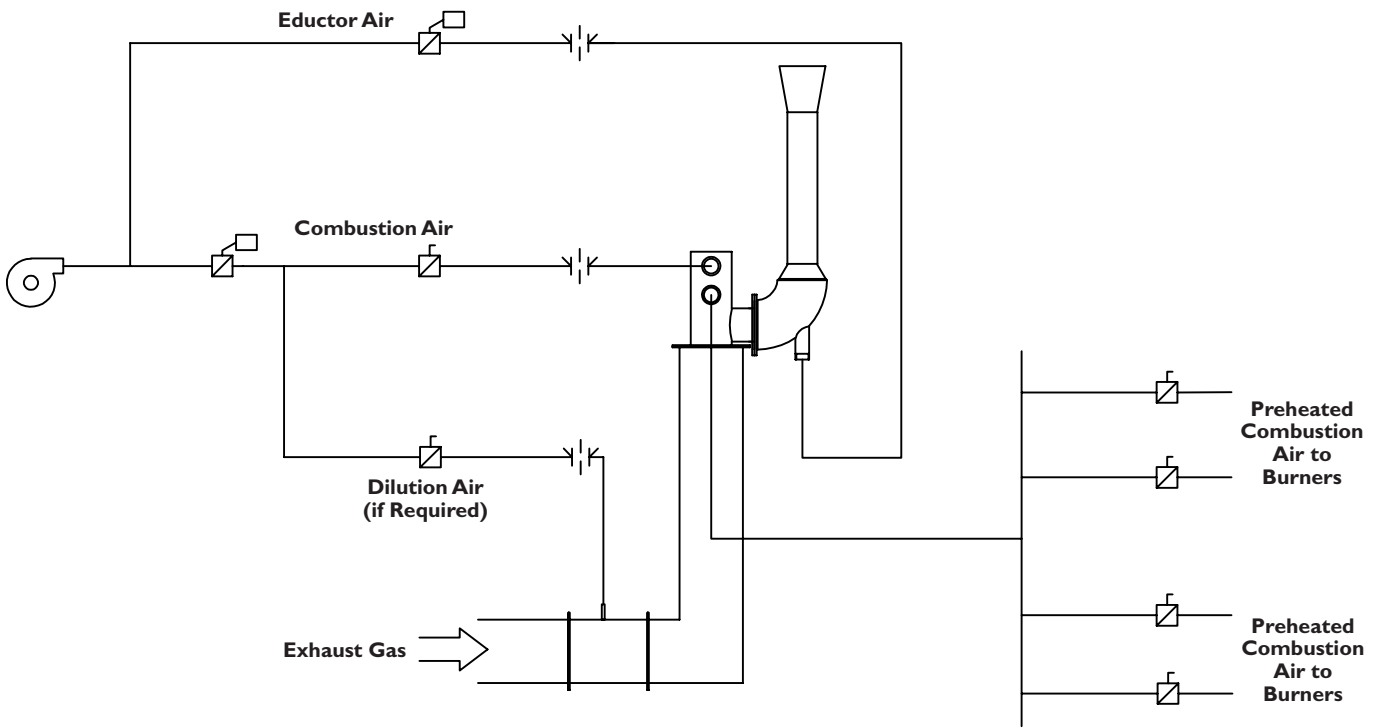 Eductor Air
Combustion Air
Dilution Air
(if Required)
Exhaust Gas
Preheated
Combustion
Air to
Burners
Preheated
Combustion
Air to
Burners